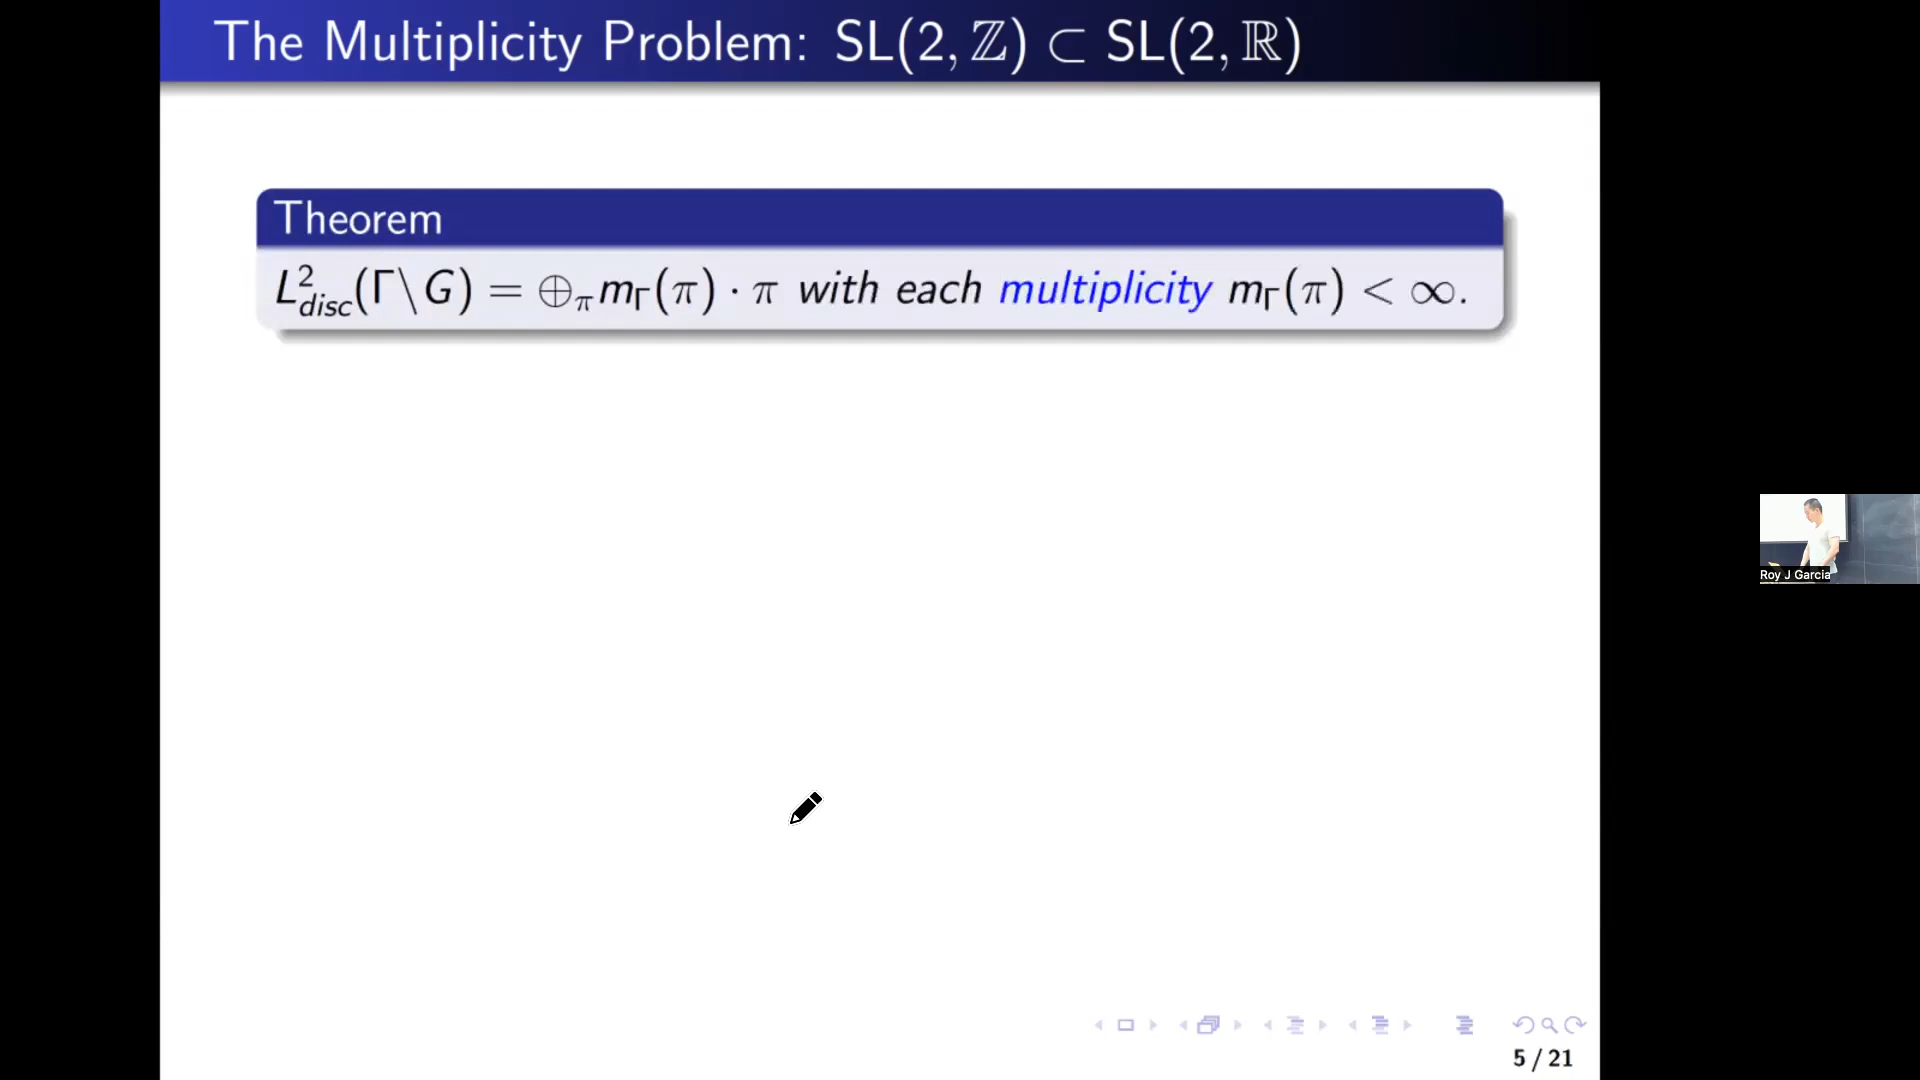 The Multiplicity Problem: SL(2, ℤ) ⊂ SL(2, ℝ)
Theorem
L²_disc(Γ\G) = ⊕_π m_Γ(π) · π with each multiplicity m_Γ(π) < ∞.
Roy J Garcia
5 / 21